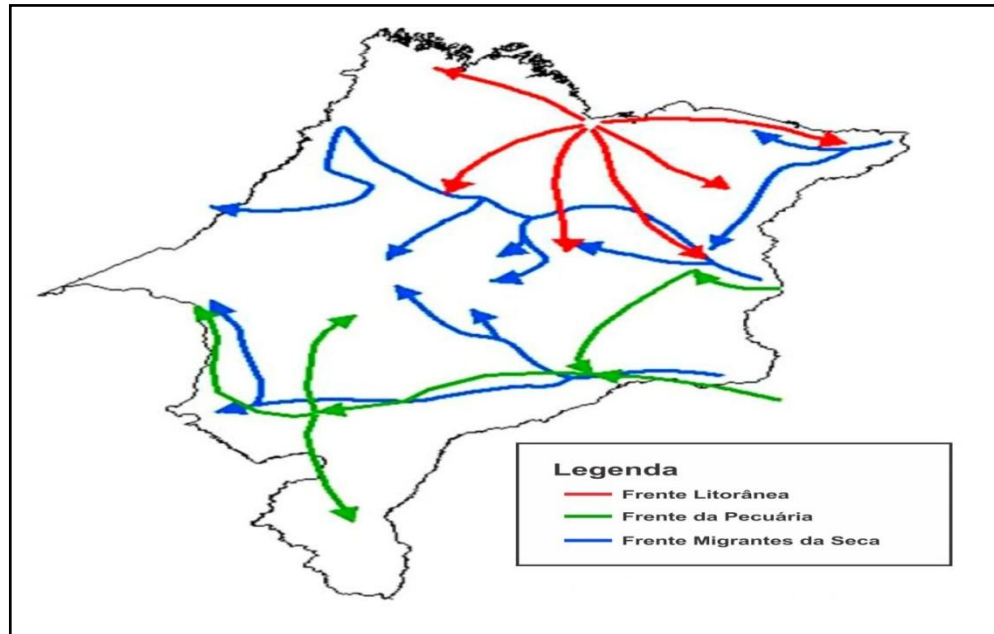 Legenda
Frente Litorânea
Frente da Pecuária
Frente Migrantes da Seca